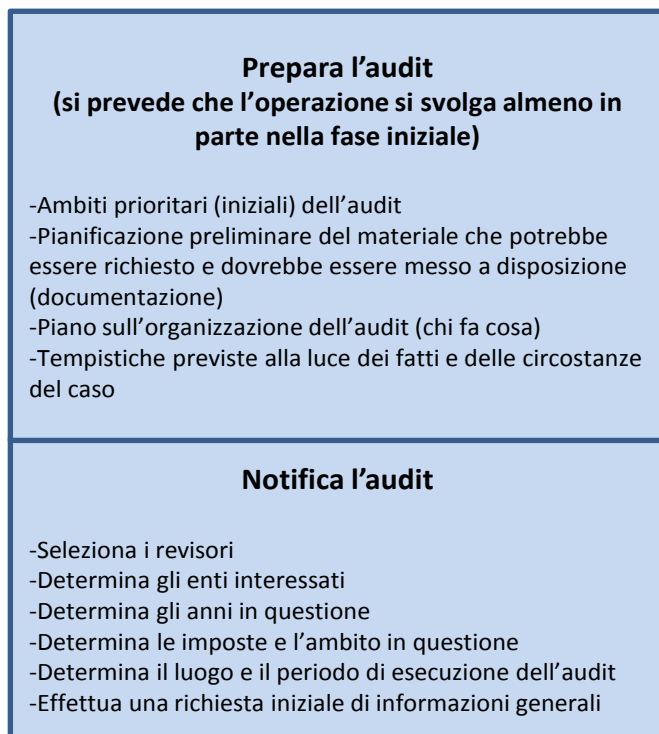 Prepara l’audit
(si prevede che l’operazione si svolga almeno in
parte nella fase iniziale)
-Ambiti prioritari (iniziali) dell’audit
-Pianificazione preliminare del materiale che potrebbe
essere richiesto e dovrebbe essere messo a disposizione
(documentazione)
-Piano sull’organizzazione dell’audit (chi fa cosa)
-Tempistiche previste alla luce dei fatti e delle circostanze
del caso
Notifica l’audit
-Seleziona i revisori
-Determina gli enti interessati
-Determina gli anni in questione
-Determina le imposte e l’ambito in questione
-Determina il luogo e il periodo di esecuzione dell’audit
-Effettua una richiesta iniziale di informazioni generali